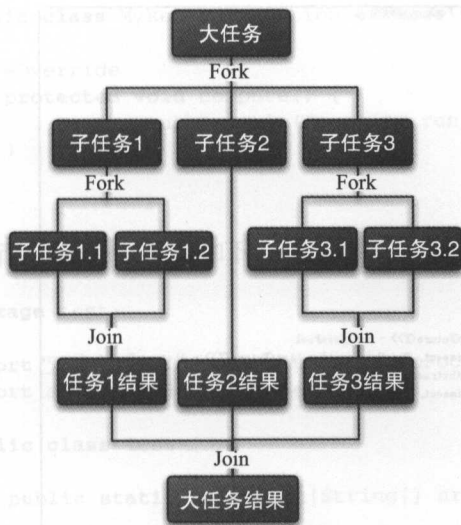 大任务
Fork
子任务1
子任务2
子任务3
Fork
Fork
子任务1.1
子任务1.2
子任务3.1
子任务3.2
Join
Join
任务1结果
任务2结果
任务3结果
Join
大任务结果